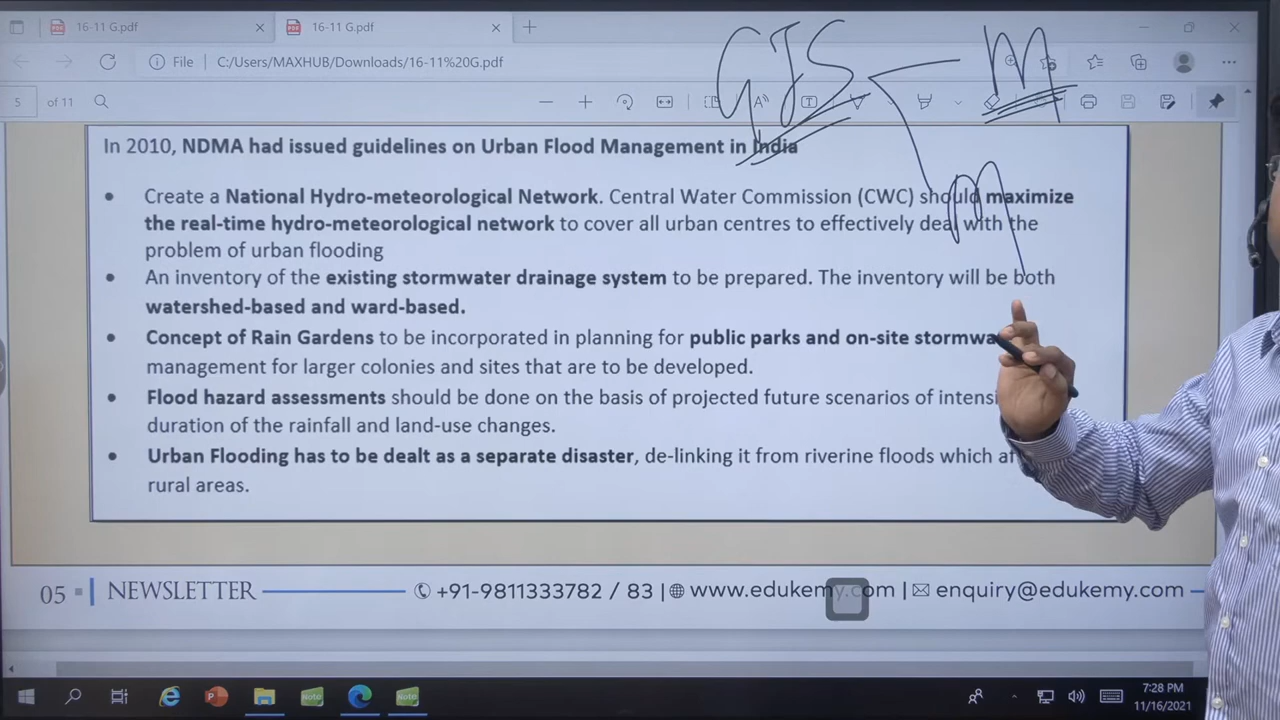 16-11 G.pdf
16-11 G.pdf
File C:/Users/MAXHUB/Downloads/16-11%20G.pdf
5 of 11
GIS M
M
In 2010, NDMA had issued guidelines on Urban Flood Management in India
• Create a National Hydro-meteorological Network. Central Water Commission (CWC) should maximize
the real-time hydro-meteorological network to cover all urban centres to effectively deal with the
problem of urban flooding
• An inventory of the existing stormwater drainage system to be prepared. The inventory will be both
watershed-based and ward-based.
• Concept of Rain Gardens to be incorporated in planning for public parks and on-site
management for larger colonies and sites that are to be developed.
• Flood hazard assessments should be done on the basis of projected future scenarios of
duration of the rainfall and land-use changes.
• Urban Flooding has to be dealt as a separate disaster, de-linking it from riverine floods which
rural areas.
05 NEWSLETTER +91-9811333782 / 83 | www.edukemy.com | enquiry@edukemy.com
7:28 PM
11/16/2021